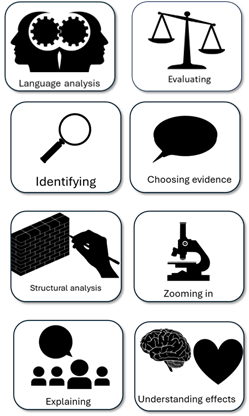 Language analysis
Evaluating
Identifying
Choosing evidence
Structural analysis
Zooming in
Explaining
Understanding effects